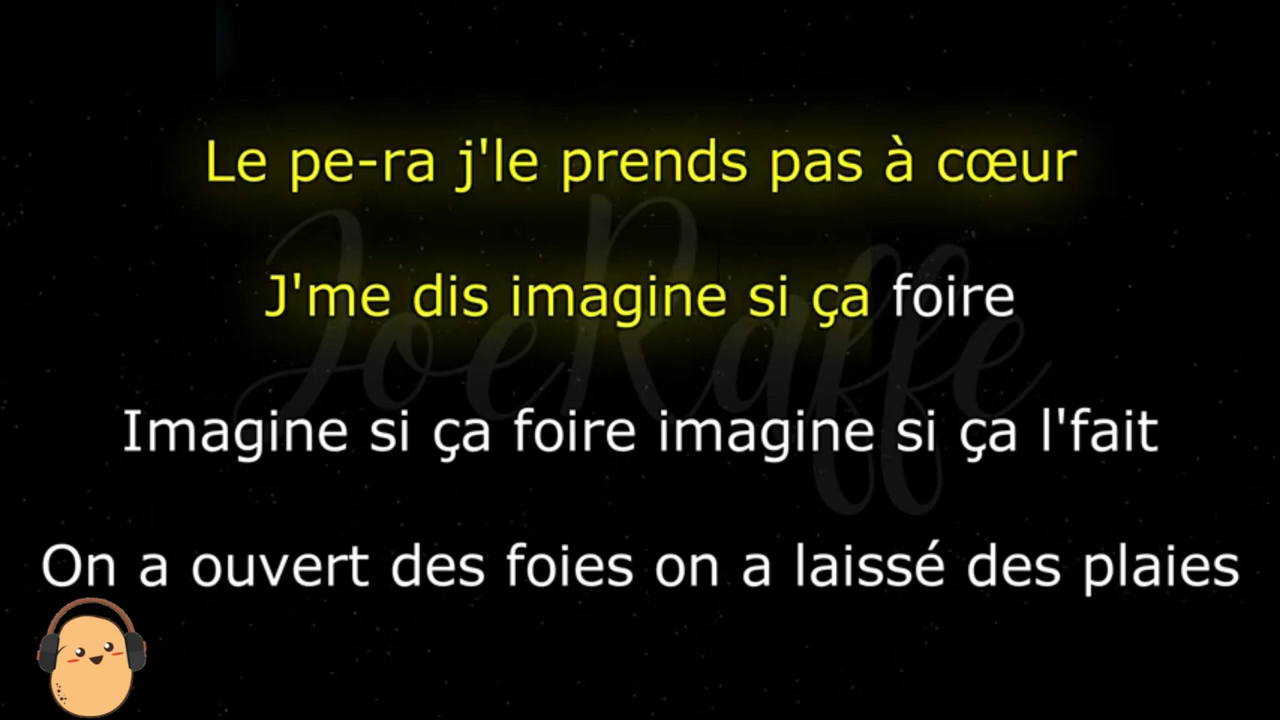 Le pe-ra j'le prends pas à cœur
J'me dis imagine si ça foire
JoeRaffe
Imagine si ça foire imagine si ça l'fait
On a ouvert des foies on a laissé des plaies